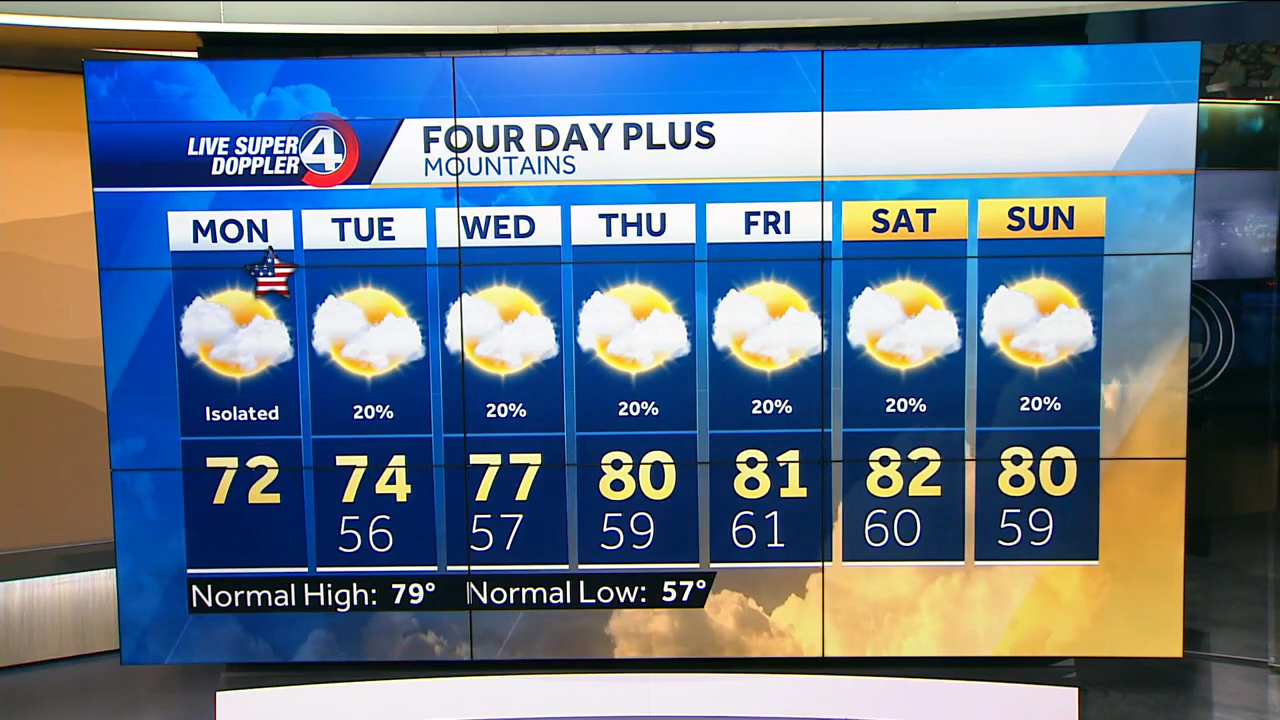 LIVE SUPER
DOPPLER 4
FOUR DAY PLUS
MOUNTAINS
MON TUE WED THU FRI SAT SUN
Isolated 20% 20% 20% 20% 20% 20%
72 74 77 80 81 82 80
56 57 59 61 60 59
Normal High: 79° Normal Low: 57°